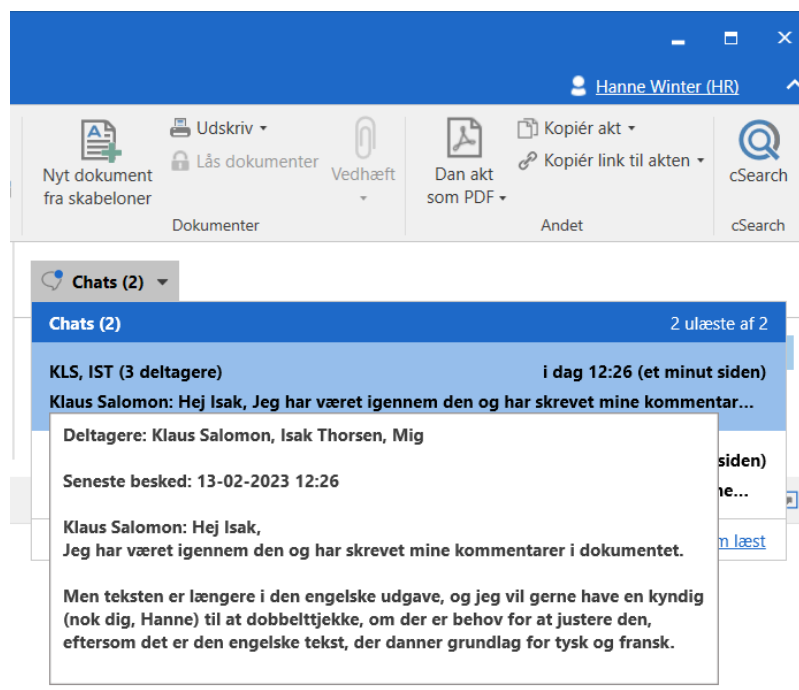 Hanne Winter (HR)
Nyt dokument
fra skabeloner
Udskriv
Lås dokumenter
Vedhæft
Dokumenter
Dan akt
som PDF
Kopiér akt
Kopiér link til akten
Andet
cSearch
cSearch
Chats (2)
Chats (2) 2 ulæste af 2
KLS, IST (3 deltagere) i dag 12:26 (et minut siden)
Klaus Salomon: Hej Isak, Jeg har været igennem den og har skrevet mine kommentar...
Deltagere: Klaus Salomon, Isak Thorsen, Mig
siden)
Seneste besked: 13-02-2023 12:26
Klaus Salomon: Hej Isak,
Jeg har været igennem den og har skrevet mine kommentarer i dokumentet.
læst
Men teksten er længere i den engelske udgave, og jeg vil gerne have en kyndig
(nok dig, Hanne) til at dobbelttjekke, om der er behov for at justere den,
eftersom det er den engelske tekst, der danner grundlag for tysk og fransk.